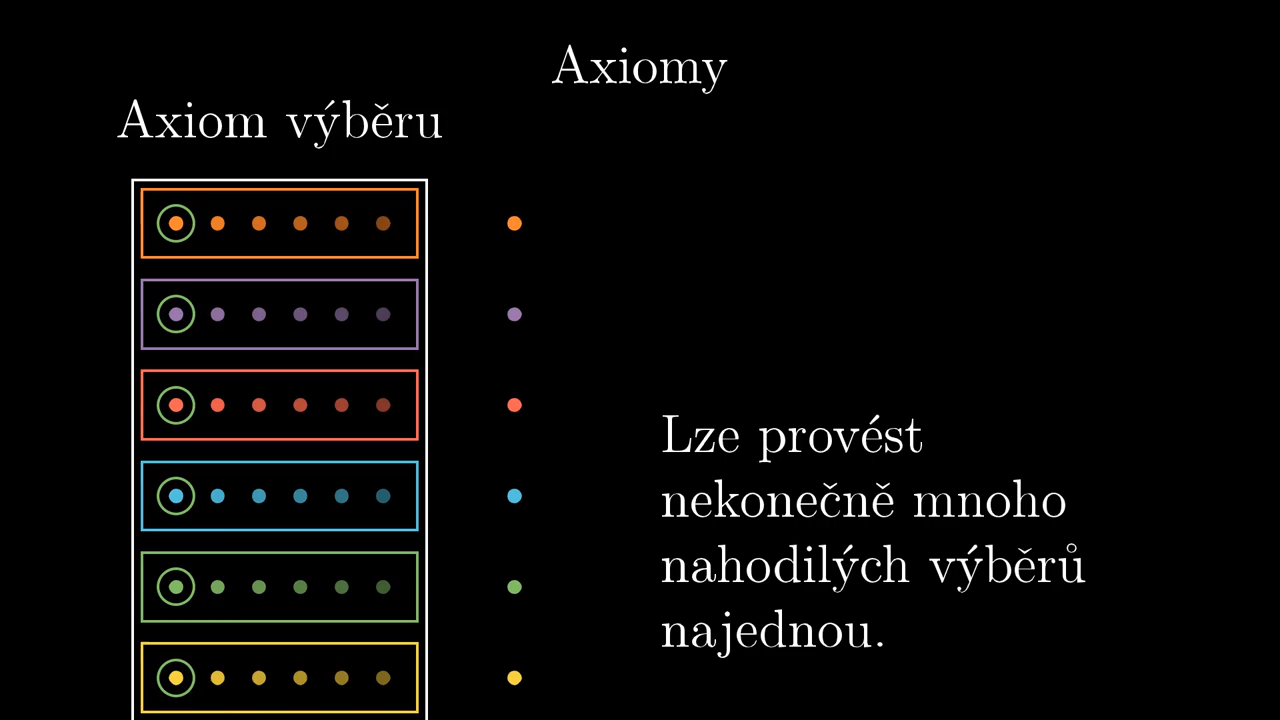 Axiomy
Axiom výběru
Lze provést
nekonečně mnoho
nahodilých výběrů
najednou.